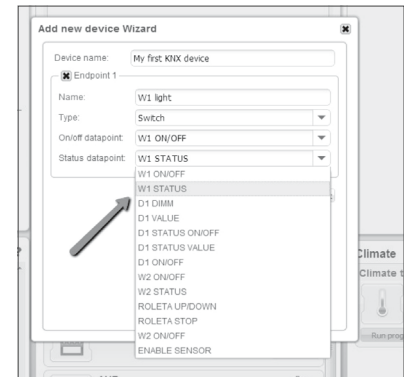 Add new device Wizard
Device name: My first KNX device
Endpoint 1
Name: W1 light
Type: Switch
On/off datapoint: W1 ON/OFF
Status datapoint: W1 STATUS
W1 ON/OFF
W1 STATUS
D1 DIMM
D1 VALUE
D1 STATUS ON/OFF
D1 STATUS VALUE
D1 ON/OFF
W2 ON/OFF
W2 STATUS
ROLETA UP/DOWN
ROLETA STOP
W2 ON/OFF
ENABLE SENSOR
Climate
Climate t
Run prog